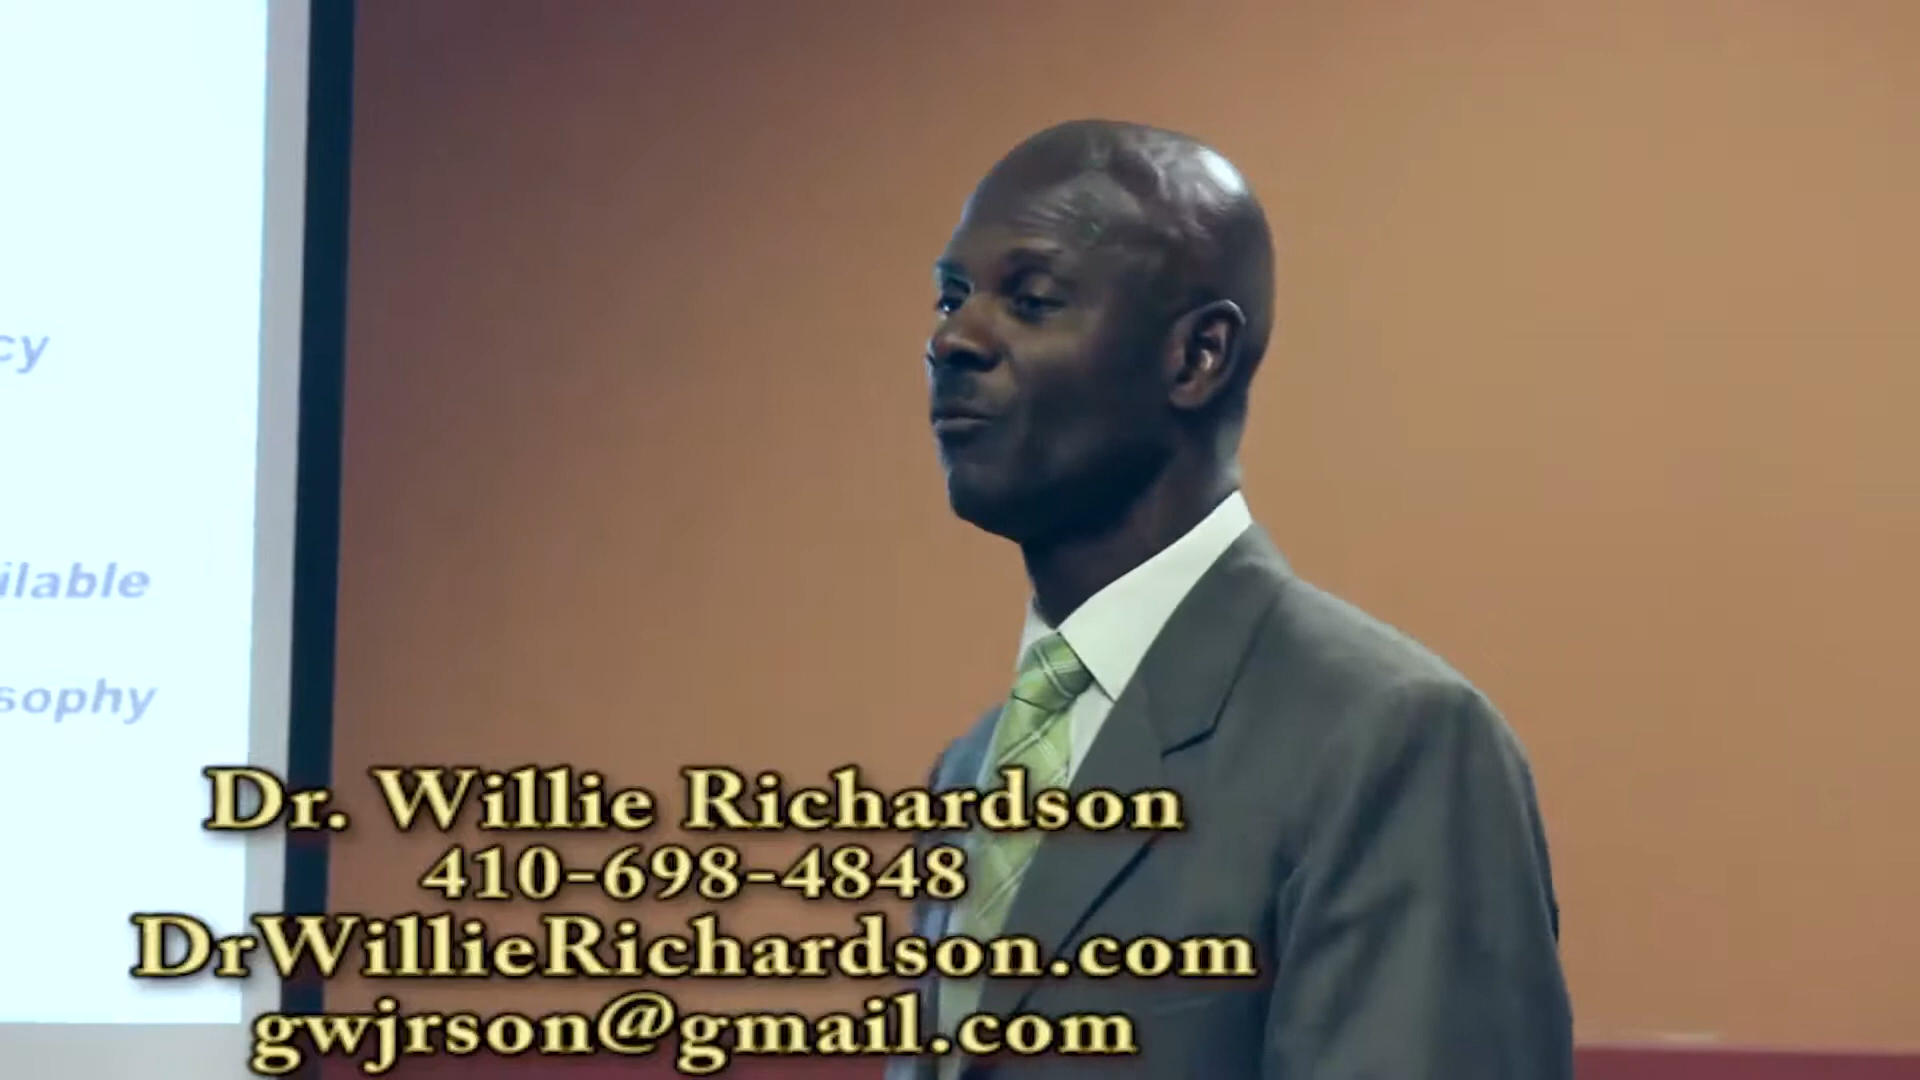 cy
ilable
sophy
Dr. Willie Richardson
410-698-4848
DrWillieRichardson.com
gwjrson@gmail.com